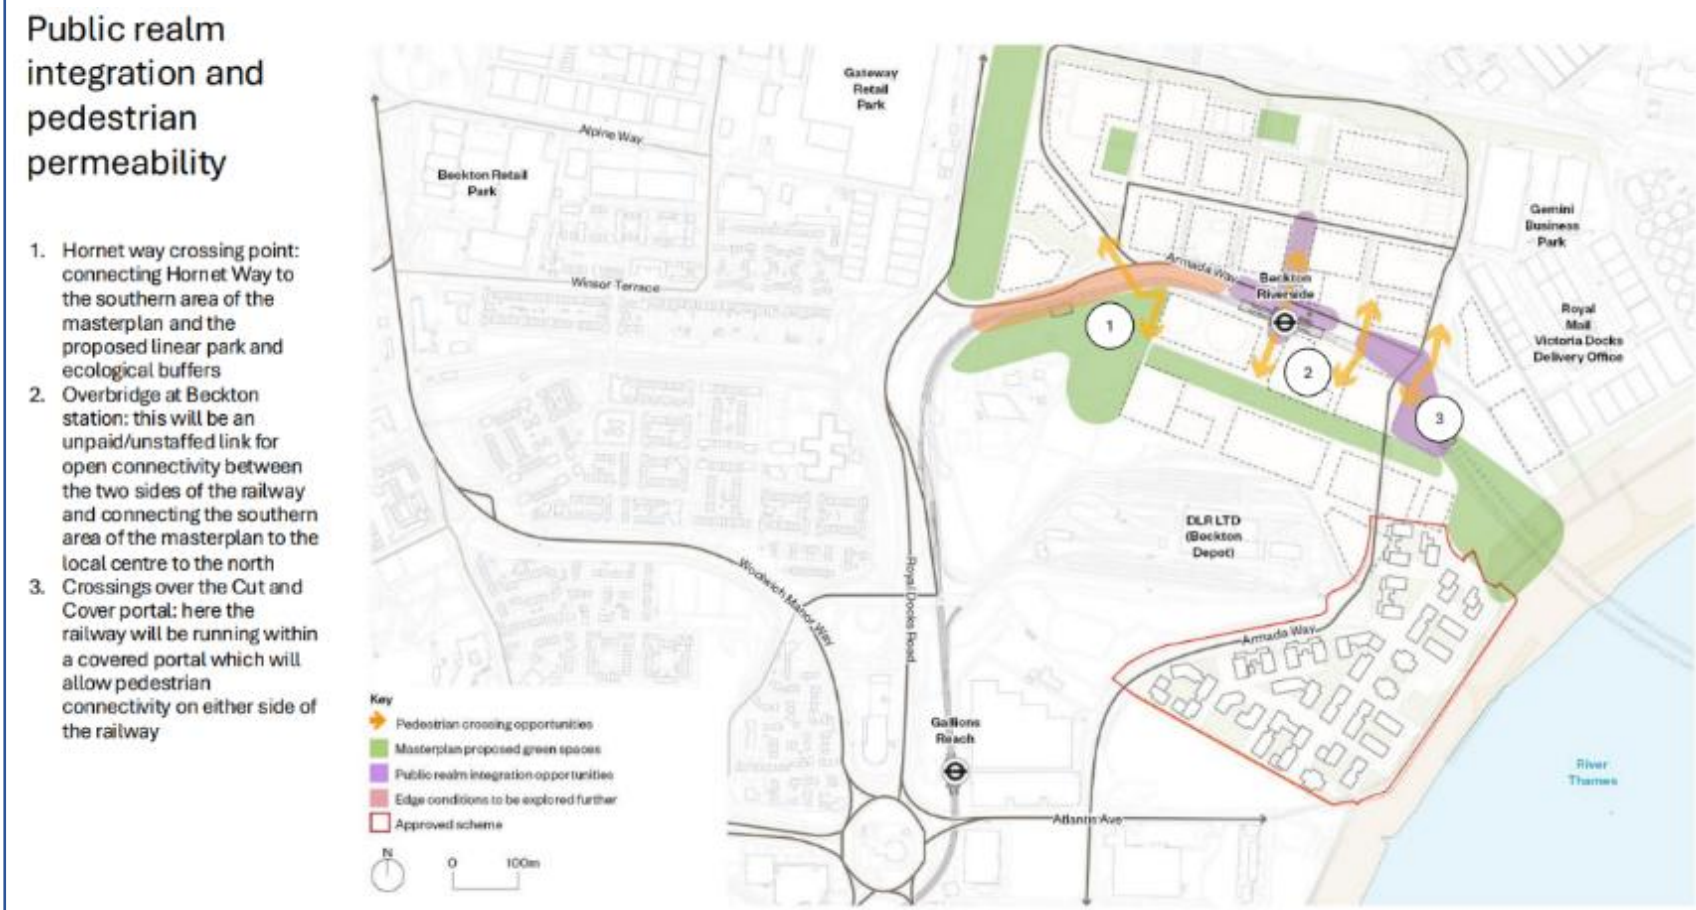 Public realm
integration and
pedestrian
permeability
1. Hornet way crossing point:
connecting Hornet Way to
the southern area of the
masterplan and the
proposed linear park and
ecological buffers
2. Overbridge at Beckton
station: this will be an
unpaid/unstaffed link for
open connectivity between
the two sides of the railway
and connecting the southern
area of the masterplan to the
local centre to the north
3. Crossings over the Cut and
Cover portal: here the
railway will be running within
a covered portal which will
allow pedestrian
connectivity on either side of
the railway
Gateway
Retail
Park
Alpine Way
Beckton Retail
Park
Winsor Terrace
Gemini
Business
Park
Armada Way
Beckton
Riverside
Royal
Mail
Victoria Docks
Delivery Office
1
2
3
DLR LTD
(Beckton
Depot)
Woolwich Manor Way
Royal Docks Road
Armada Way
Gallions
Reach
River
Thames
Atlantis Ave
Key
Pedestrian crossing opportunities
Masterplan proposed green spaces
Public realm integration opportunities
Edge conditions to be explored further
Approved scheme
N
0 100m